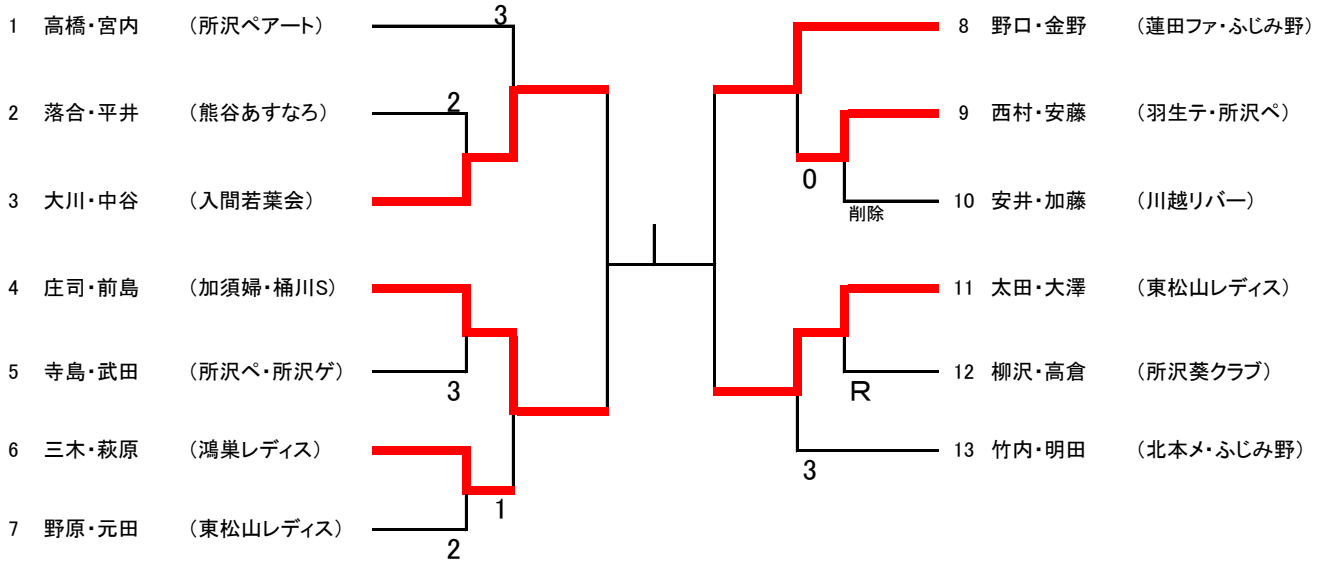 3
1 高橋・宮内 (所沢ペアート)
2
2 落合・平井 (熊谷あすなろ)
3 大川・中谷 (入間若葉会)
4 庄司・前島 (加須婦・桶川S)
5 寺島・武田 (所沢ペ・所沢ゲ)
3
6 三木・萩原 (鴻巣レディス)
1
7 野原・元田 (東松山レディス)
2
8 野口・金野 (蓮田ファ・ふじみ野)
9 西村・安藤 (羽生テ・所沢ペ)
0
10 安井・加藤 (川越リバー)
削除
11 太田・大澤 (東松山レディス)
12 柳沢・高倉 (所沢葵クラブ)
R
13 竹内・明田 (北本メ・ふじみ野)
3